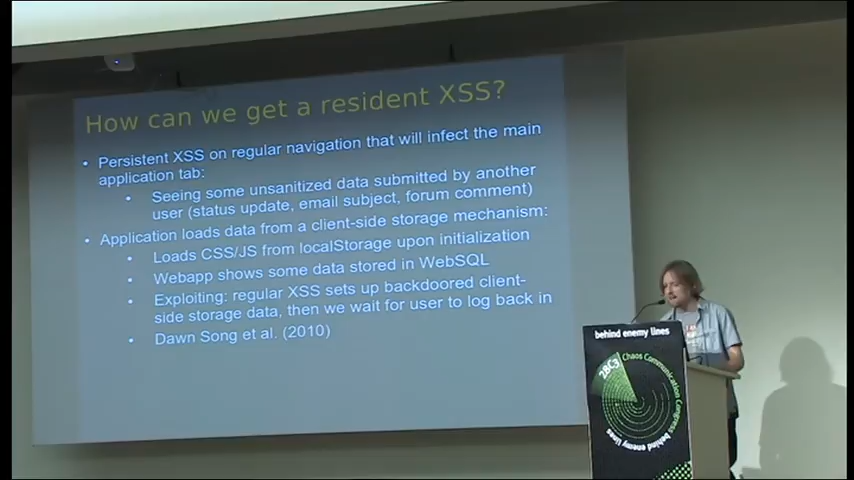 How can we get a resident XSS?
• Persistent XSS on regular navigation that will infect the main
application tab:
• Seeing some unsanitized data submitted by another
user (status update, email subject, forum comment)
• Application loads data from a client-side storage mechanism:
• Loads CSS/JS from localStorage upon initialization
• Webapp shows some data stored in WebSQL
• Exploiting: regular XSS sets up backdoored client-
side storage data, then we wait for user to log back in
• Dawn Song et al. (2010)
behind enemy lines
28C3 Chaos Communication Congress behind enemy lines